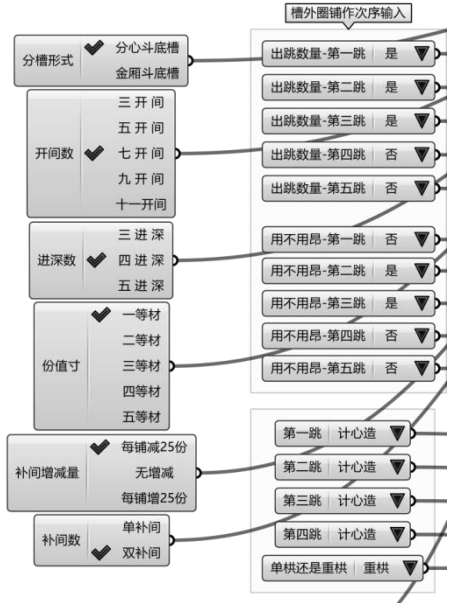 槽外圈铺作次序输入
分槽形式
分心斗底槽
金厢斗底槽
开间数
三开间
五开间
七开间
九开间
十一开间
进深数
三进深
四进深
五进深
份值寸
一等材
二等材
三等材
四等材
五等材
补间增减量
每铺减25份
无增减
每铺增25份
补间数
单补间
双补间
出跳数量-第一跳 是
出跳数量-第二跳 是
出跳数量-第三跳 是
出跳数量-第四跳 否
出跳数量-第五跳 否
用不用昂-第一跳 否
用不用昂-第二跳 是
用不用昂-第三跳 是
用不用昂-第四跳 否
用不用昂-第五跳 否
第一跳 计心造
第二跳 计心造
第三跳 计心造
第四跳 计心造
单栱还是重栱 重栱